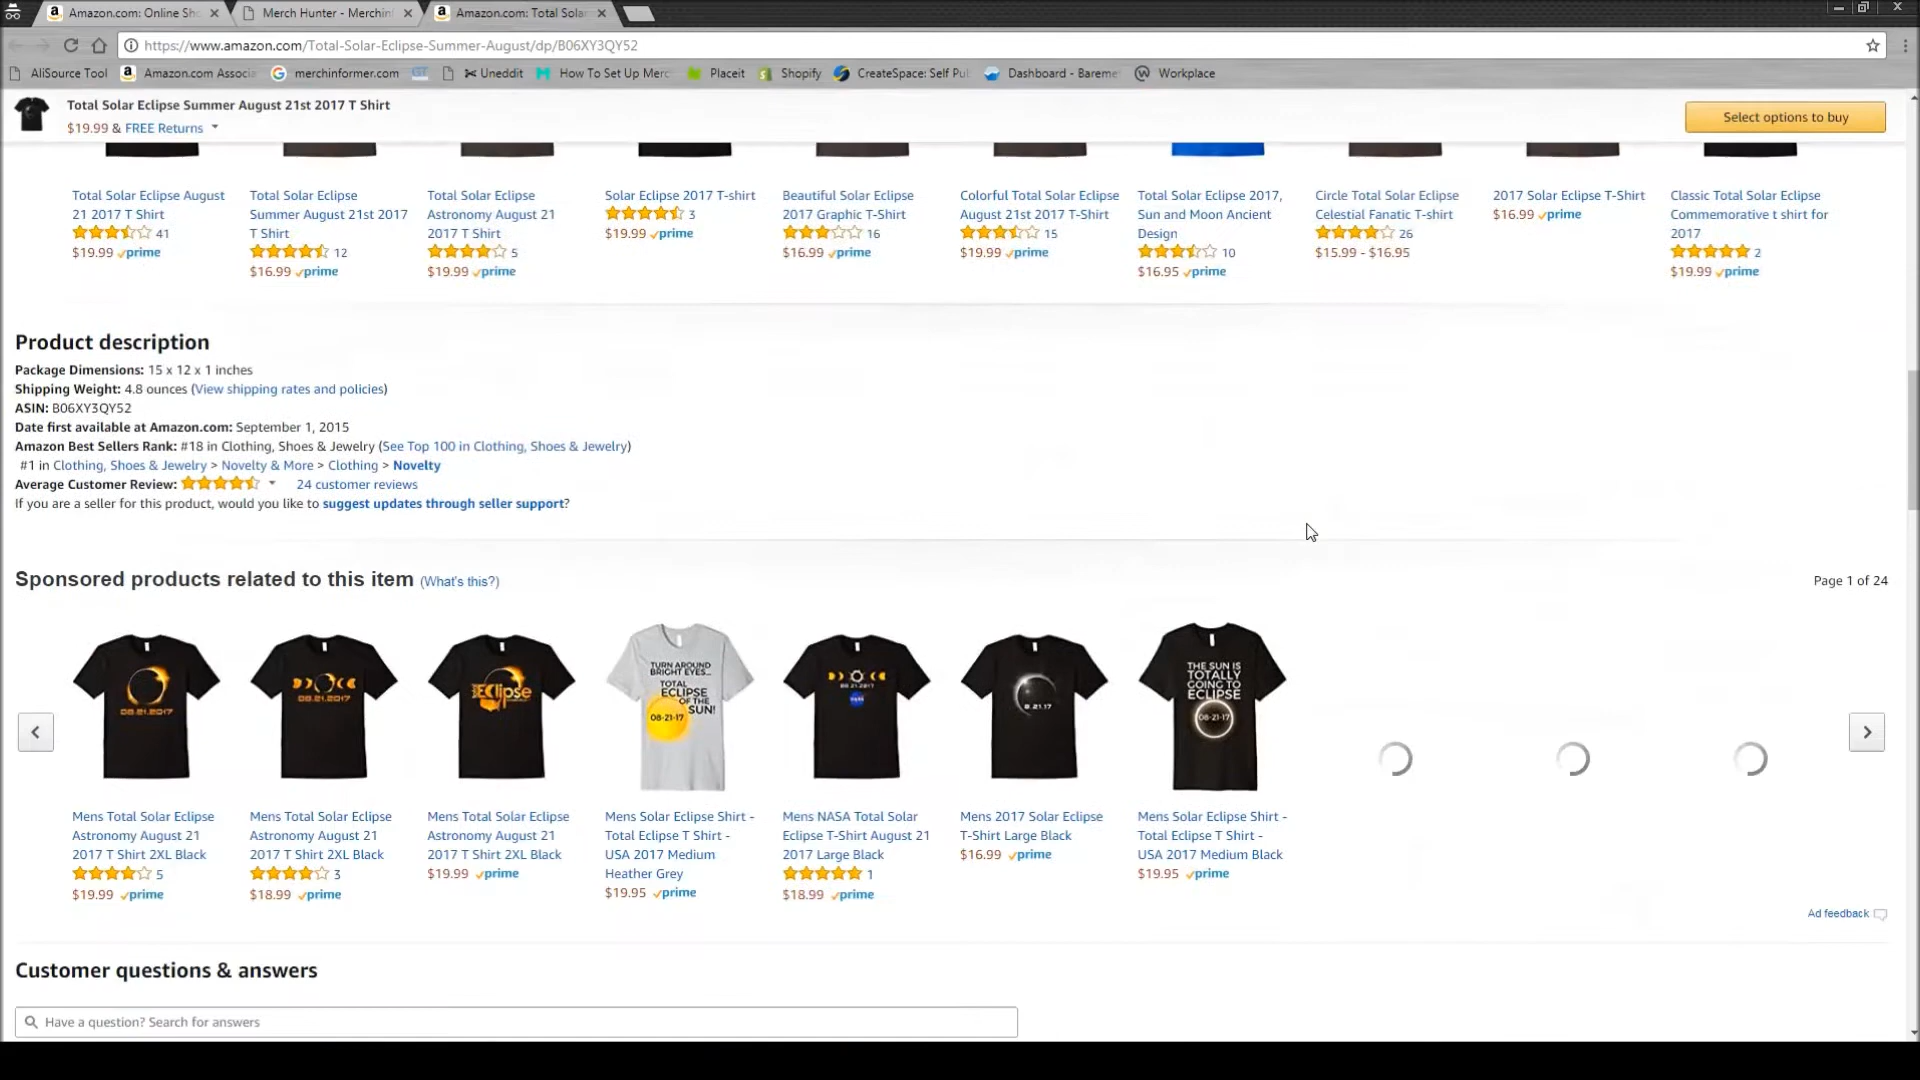 Amazon.com: Online Sh
Merch Hunter - Merchin
Amazon.com: Total Sola
https://www.amazon.com/Total-Solar-Eclipse-Summer-August/dp/B06XY3QY52
AliSource Tool
Amazon.com Associa
merchinformer.com
Uneddit
How To Set Up Merc
Placeit
Shopify
CreateSpace: Self Pu
Dashboard - Bareme
Workplace
Total Solar Eclipse Summer August 21st 2017 T Shirt
$19.99 & FREE Returns
Select options to buy
Total Solar Eclipse August
21 2017 T Shirt
41
$19.99 prime
Total Solar Eclipse
Summer August 21st 2017
T Shirt
12
$16.99 prime
Total Solar Eclipse
Astronomy August 21
2017 T Shirt
5
$19.99 prime
Solar Eclipse 2017 T-shirt
3
$19.99 prime
Beautiful Solar Eclipse
2017 Graphic T-Shirt
16
$16.99 prime
Colorful Total Solar Eclipse
August 21st 2017 T-Shirt
15
$19.99 prime
Total Solar Eclipse 2017,
Sun and Moon Ancient
Design
10
$16.95 prime
Circle Total Solar Eclipse
Celestial Fanatic T-shirt
26
$15.99 - $16.95
2017 Solar Eclipse T-Shirt
$16.99 prime
Classic Total Solar Eclipse
Commemorative t shirt for
2017
2
$19.99 prime
Product description
Package Dimensions: 15 x 12 x 1 inches
Shipping Weight: 4.8 ounces (View shipping rates and policies)
ASIN: B06XY3QY52
Date first available at Amazon.com: September 1, 2015
Amazon Best Sellers Rank: #18 in Clothing, Shoes & Jewelry (See Top 100 in Clothing, Shoes & Jewelry)
#1 in Clothing, Shoes & Jewelry > Novelty & More > Clothing > Novelty
Average Customer Review: 24 customer reviews
If you are a seller for this product, would you like to suggest updates through seller support?
Sponsored products related to this item (What's this?)
Page 1 of 24
08.21.2017
08.21.2017
Eclipse
TURN AROUND
BRIGHT EYES...
TOTAL
ECLIPSE
OF THE
SUN!
08-21-17
08.21.2017
NASA
8.21.17
THE SUN IS
TOTALLY
GOING TO
ECLIPSE
08-21-17
Mens Total Solar Eclipse
Astronomy August 21
2017 T Shirt 2XL Black
5
$19.99 prime
Mens Total Solar Eclipse
Astronomy August 21
2017 T Shirt 2XL Black
3
$18.99 prime
Mens Total Solar Eclipse
Astronomy August 21
2017 T Shirt 2XL Black
$19.99 prime
Mens Solar Eclipse Shirt -
Total Eclipse T Shirt -
USA 2017 Medium
Heather Grey
$19.95 prime
Mens NASA Total Solar
Eclipse T-Shirt August 21
2017 Large Black
1
$18.99 prime
Mens 2017 Solar Eclipse
T-Shirt Large Black
$16.99 prime
Mens Solar Eclipse Shirt -
Total Eclipse T Shirt -
USA 2017 Medium Black
$19.95 prime
Ad feedback
Customer questions & answers
Have a question? Search for answers